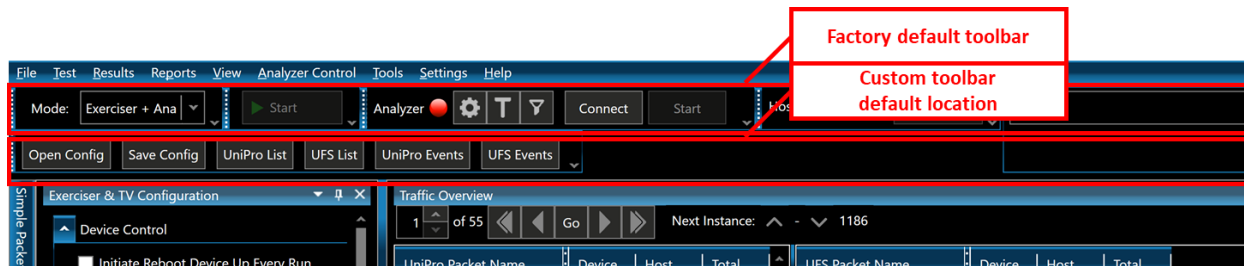 Factory default toolbar
Custom toolbar
default location
File Test Results Reports View Analyzer Control Tools Settings Help
Mode: Exerciser + Ana Start Analyzer T Connect Start Hos
Open Config Save Config UniPro List UFS List UniPro Events UFS Events
Simple Packe
Exerciser & TV Configuration
Traffic Overview
1 of 55 Go Next Instance: - 1186
Device Control
Initiate Reboot Device Up Every Run
UniPro Packet Name Device Host Total UFS Packet Name Device Host Total